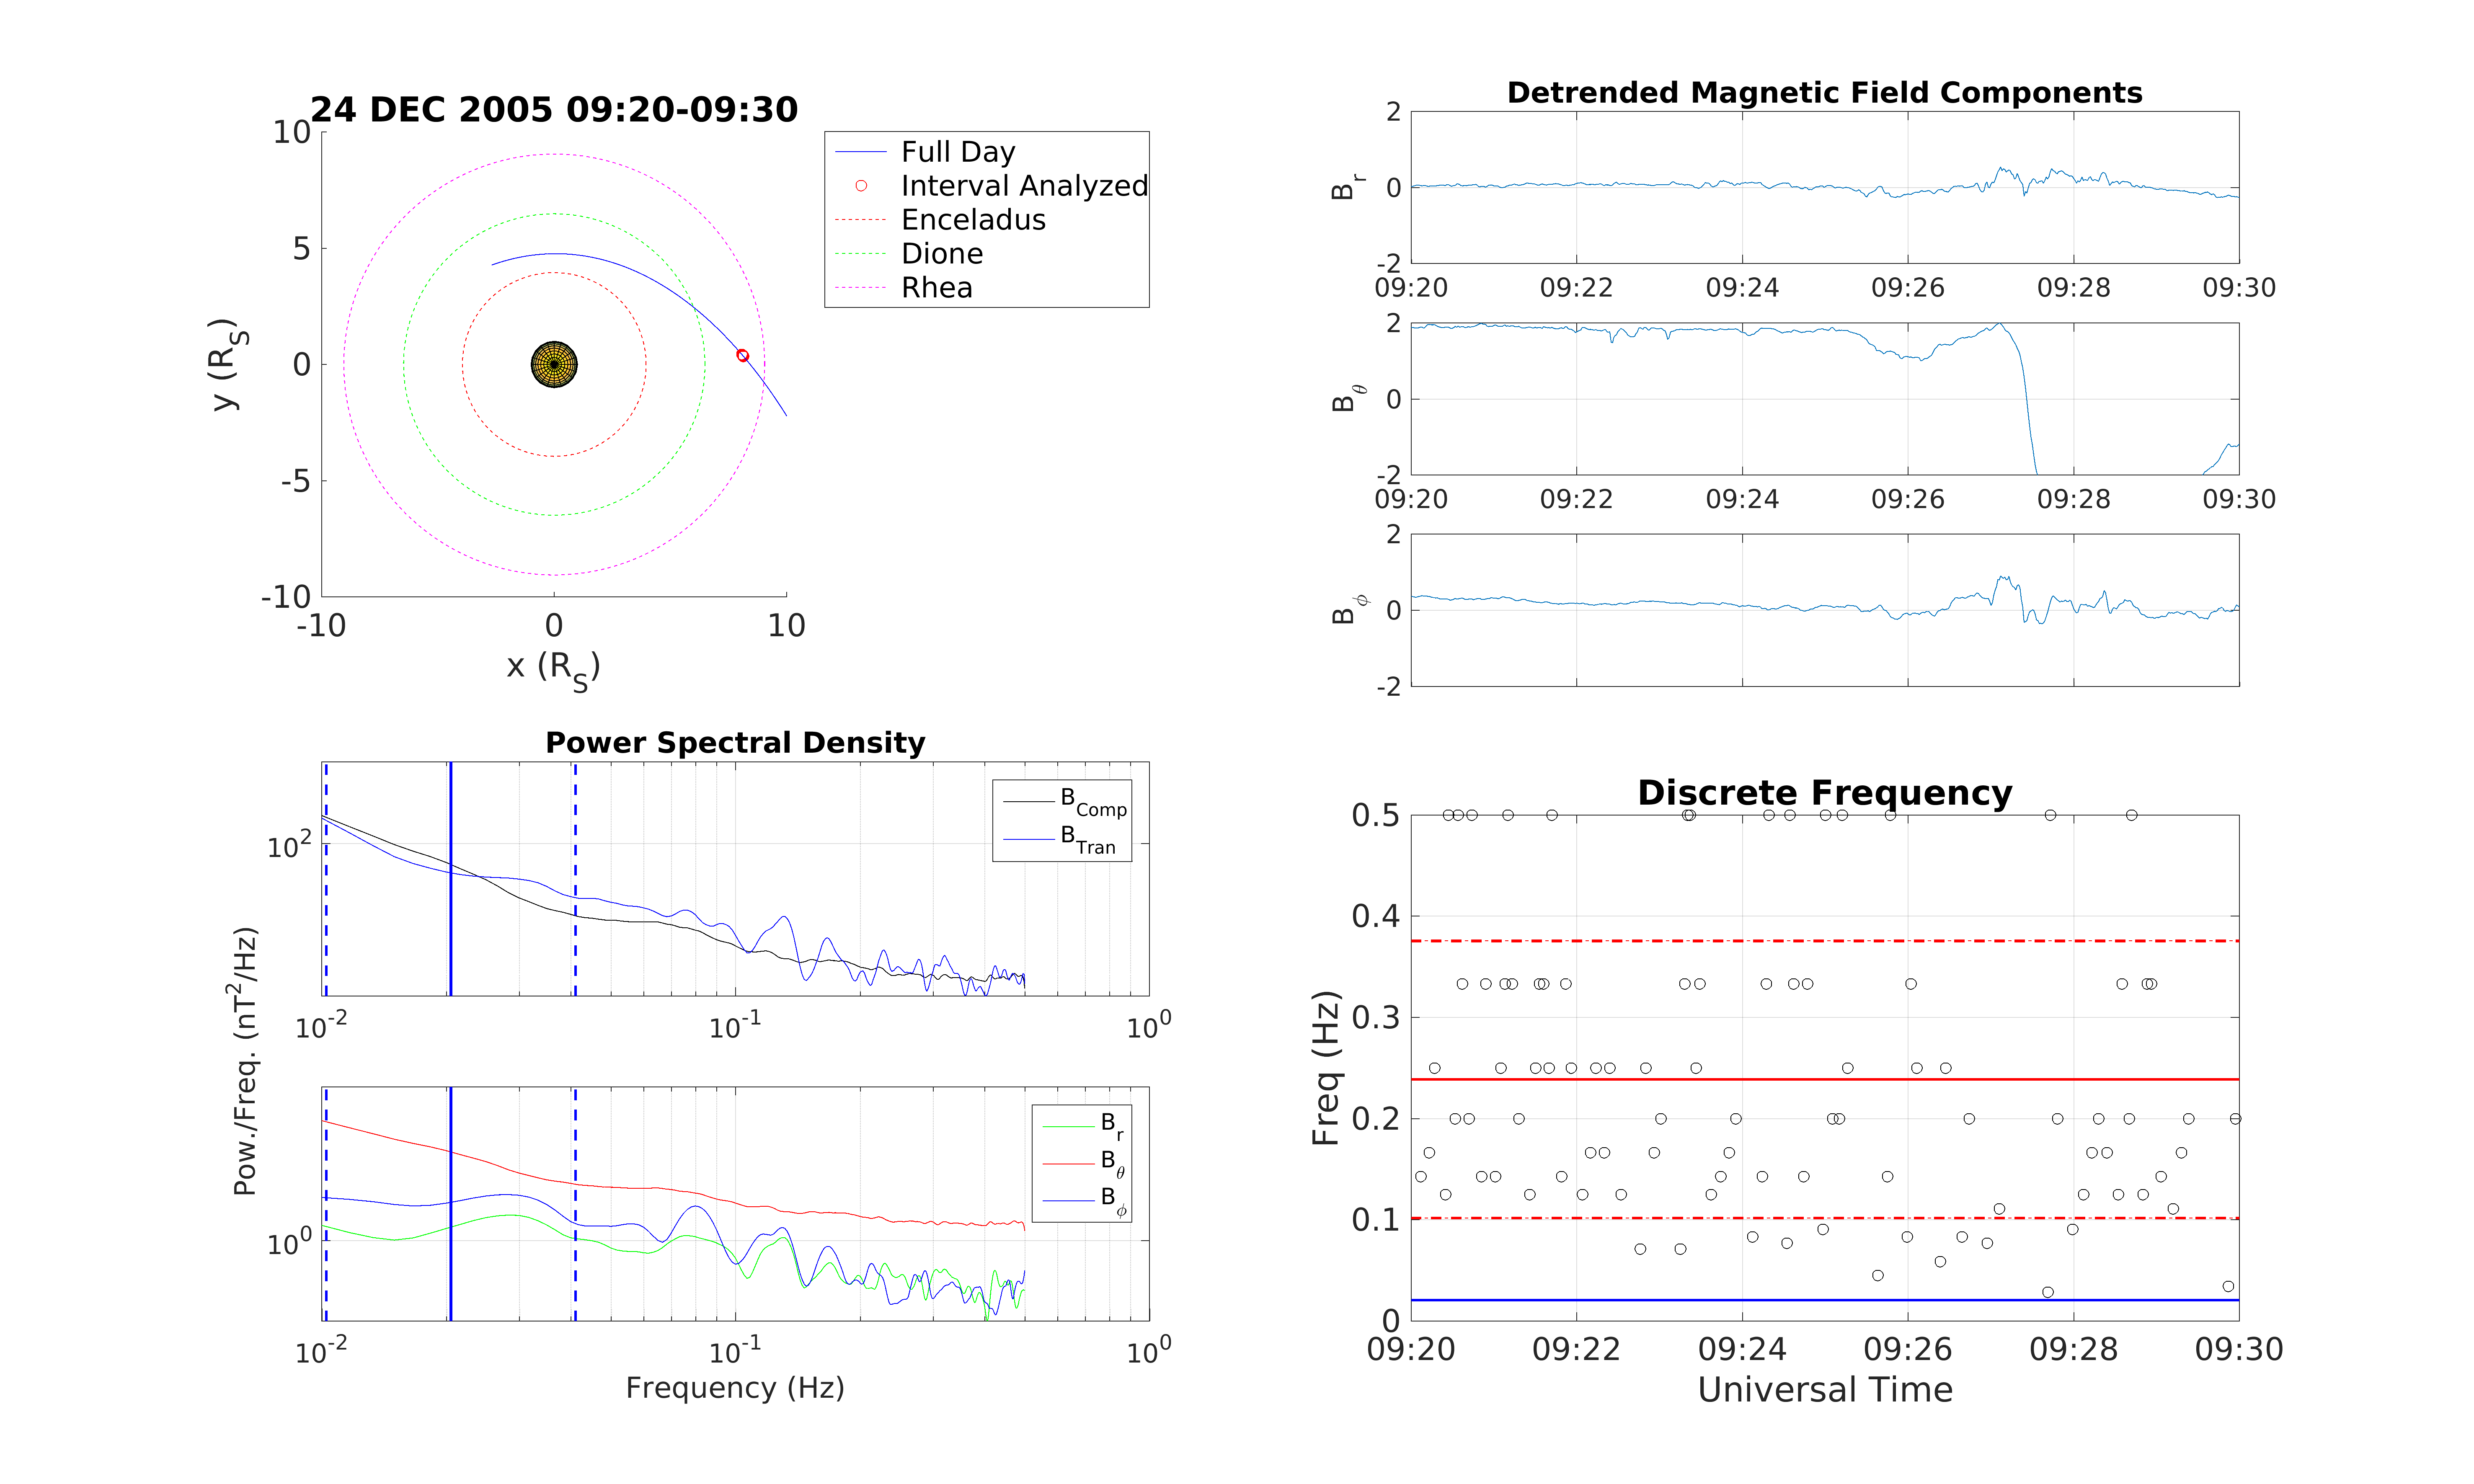 24 DEC 2005 09:20-09:30
10
5
0
-5
-10
y (R_S)
-10 0 10
x (R_S)
Full Day
Interval Analyzed
Enceladus
Dione
Rhea
Detrended Magnetic Field Components
2
0
-2
B_r
09:20 09:22 09:24 09:26 09:28 09:30
2
0
-2
B_θ
09:20 09:22 09:24 09:26 09:28 09:30
2
0
-2
B_ϕ
Power Spectral Density
10^2
B_Comp
B_Tran
10^-2 10^-1 10^0
Pow./Freq. (nT^2/Hz)
10^0
B_r
B_θ
B_ϕ
10^-2 10^-1 10^0
Frequency (Hz)
Discrete Frequency
0.5
0.4
0.3
0.2
0.1
0
Freq (Hz)
09:20 09:22 09:24 09:26 09:28 09:30
Universal Time